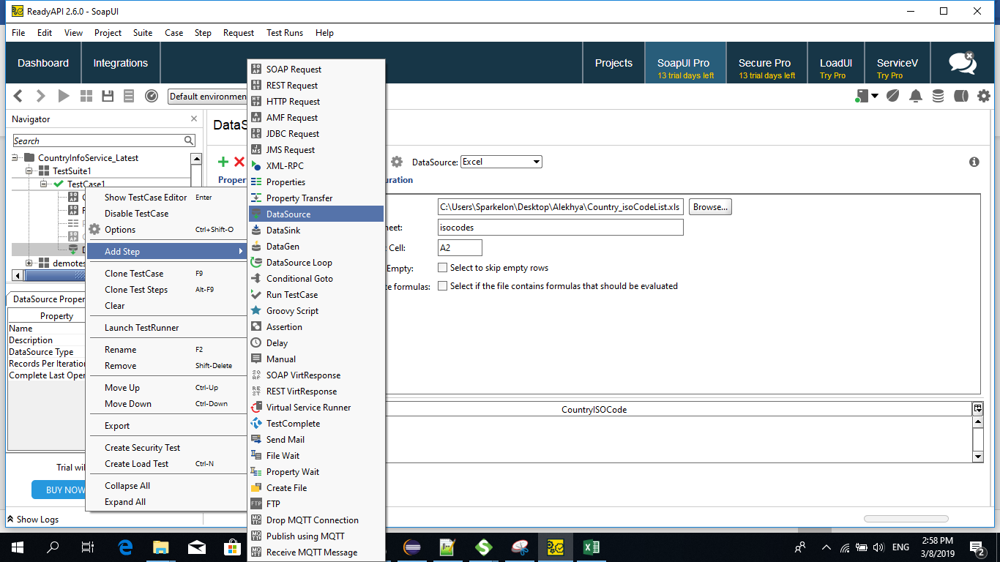 ReadyAPI 2.6.0 - SoapUI
File Edit View Project Suite Case Step Request Test Runs Help
Dashboard Integrations Projects SoapUI Pro Secure Pro LoadUI ServiceV
13 trial days left 13 trial days left Try Pro Try Pro
Default environmen
Navigator
Search
CountryInfoService_Latest
TestSuite1
TestCase1
demotes
DataSource Proper
Property
Name
Description
DataSource Type
Records Per Iteration
Complete Last Oper
Trial wil
BUY NOW
Show Logs
Show TestCase Editor Enter
Disable TestCase
Options Ctrl+Shift-O
Add Step
Clone TestCase F9
Clone Test Steps Alt-F9
Clear
Launch TestRunner
Rename F2
Remove Shift-Delete
Move Up Ctrl-Up
Move Down Ctrl-Down
Export
Create Security Test
Create Load Test Ctrl-N
Collapse All
Expand All
SOAP Request
REST Request
HTTP Request
AMF Request
JDBC Request
JMS Request
XML-RPC
Properties
Property Transfer
DataSource
DataSink
DataGen
DataSource Loop
Conditional Goto
Run TestCase
Groovy Script
Assertion
Delay
Manual
SOAP VirtResponse
REST VirtResponse
Virtual Service Runner
TestComplete
Send Mail
File Wait
Property Wait
Create File
FTP
Drop MQTT Connection
Publish using MQTT
Receive MQTT Message
DataS
DataSource: Excel
Proper uration
C:\Users\Sparkelon\Desktop\Alekhya\Country_isoCodeList.xls Browse...
heet: isocodes
Cell: A2
Empty: Select to skip empty rows
te formulas: Select if the file contains formulas that should be evaluated
CountryISOCode
ENG
2:58 PM
3/8/2019
2